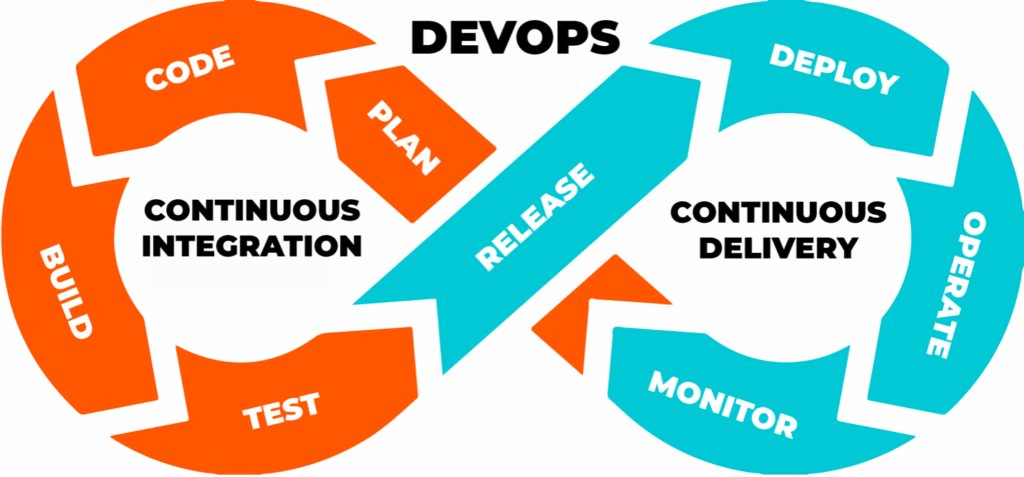 DEVOPS
CODE
PLAN
BUILD
TEST
CONTINUOUS
INTEGRATION
RELEASE
DEPLOY
CONTINUOUS
DELIVERY
OPERATE
MONITOR